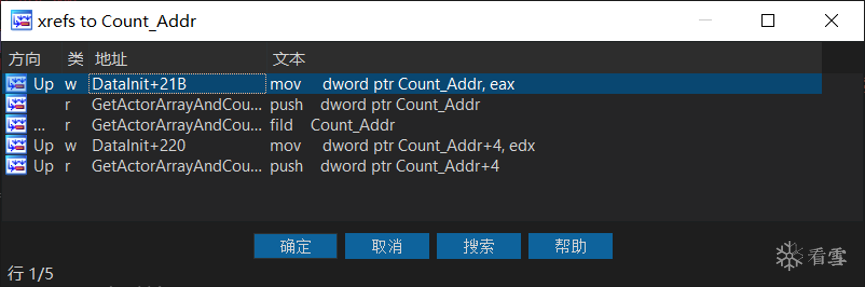 xrefs to Count_Addr
方向 类 地址 文本
Up w DataInit+21B mov dword ptr Count_Addr, eax
r GetActorArrayAndCou... push dword ptr Count_Addr
... r GetActorArrayAndCou... fild Count_Addr
Up w DataInit+220 mov dword ptr Count_Addr+4, edx
Up r GetActorArrayAndCou... push dword ptr Count_Addr+4
确定 取消 搜索 帮助
看雪
行 1/5